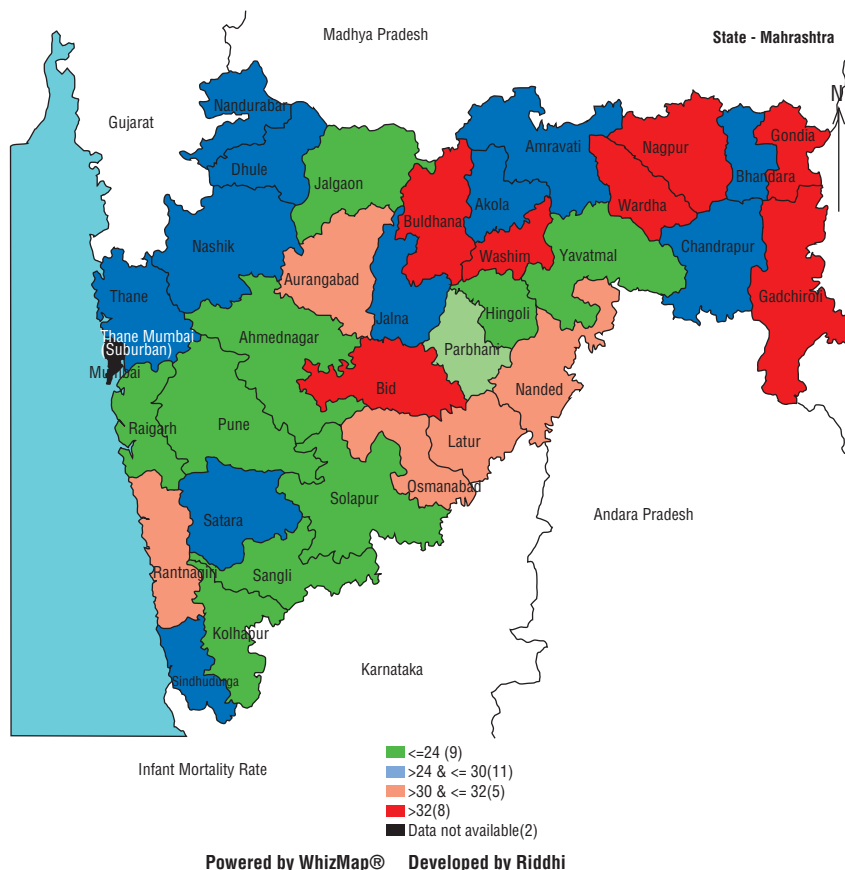 Madhya Pradesh
State - Mahrashtra
N
Gujarat
Nandurabar
Dhule
Jalgaon
Buldhana
Akola
Amravati
Nagpur
Wardha
Bhandara
Gondia
Nashik
Aurangabad
Washim
Yavatmal
Chandrapur
Gadchiroli
Thane
Jalna
Hingoli
Thane Mumbai
(Suburban)
Mumbai
Ahmednagar
Parbhani
Bid
Nanded
Raigarh
Pune
Latur
Osmanabad
Solapur
Satara
Andara Pradesh
Rantnagiri
Sangli
Kolhapur
Karnataka
Sindhudurga
Infant Mortality Rate
<=24 (9)
>24 & <= 30(11)
>30 & <= 32(5)
>32(8)
Data not available(2)
Powered by WhizMap® Developed by Riddhi